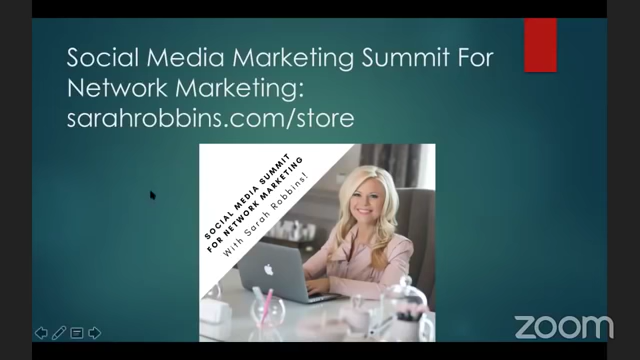 Social Media Marketing Summit For
Network Marketing:
sarahrobbins.com/store
SOCIAL MEDIA SUMMIT
FOR NETWORK MARKETING
With Sarah Robbins!
zoom